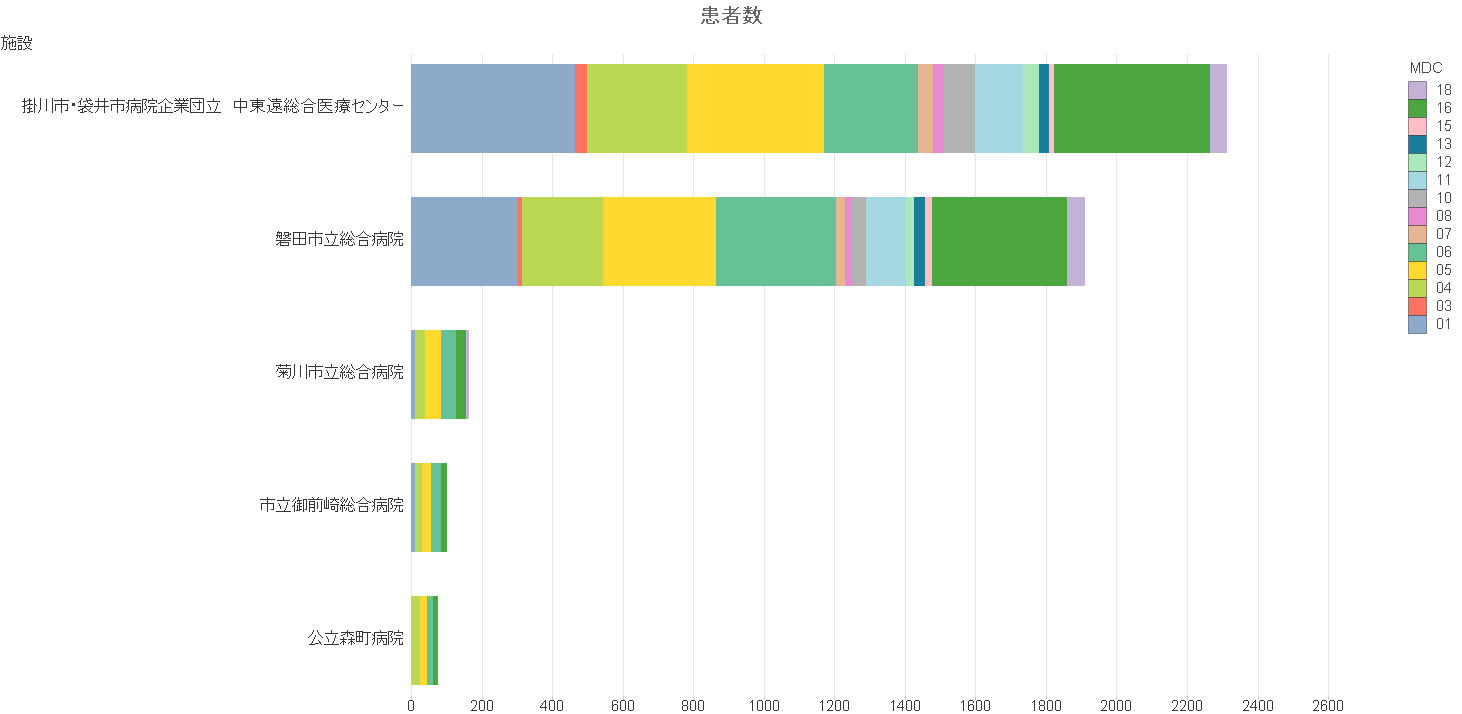 患者数
施設
掛川市・袋井市病院企業団立　中東遠総合医療センター
磐田市立総合病院
菊川市立総合病院
市立御前崎総合病院
公立森町病院
0 200 400 600 800 1000 1200 1400 1600 1800 2000 2200 2400 2600
MDC
18
16
15
13
12
11
10
08
07
06
05
04
03
01